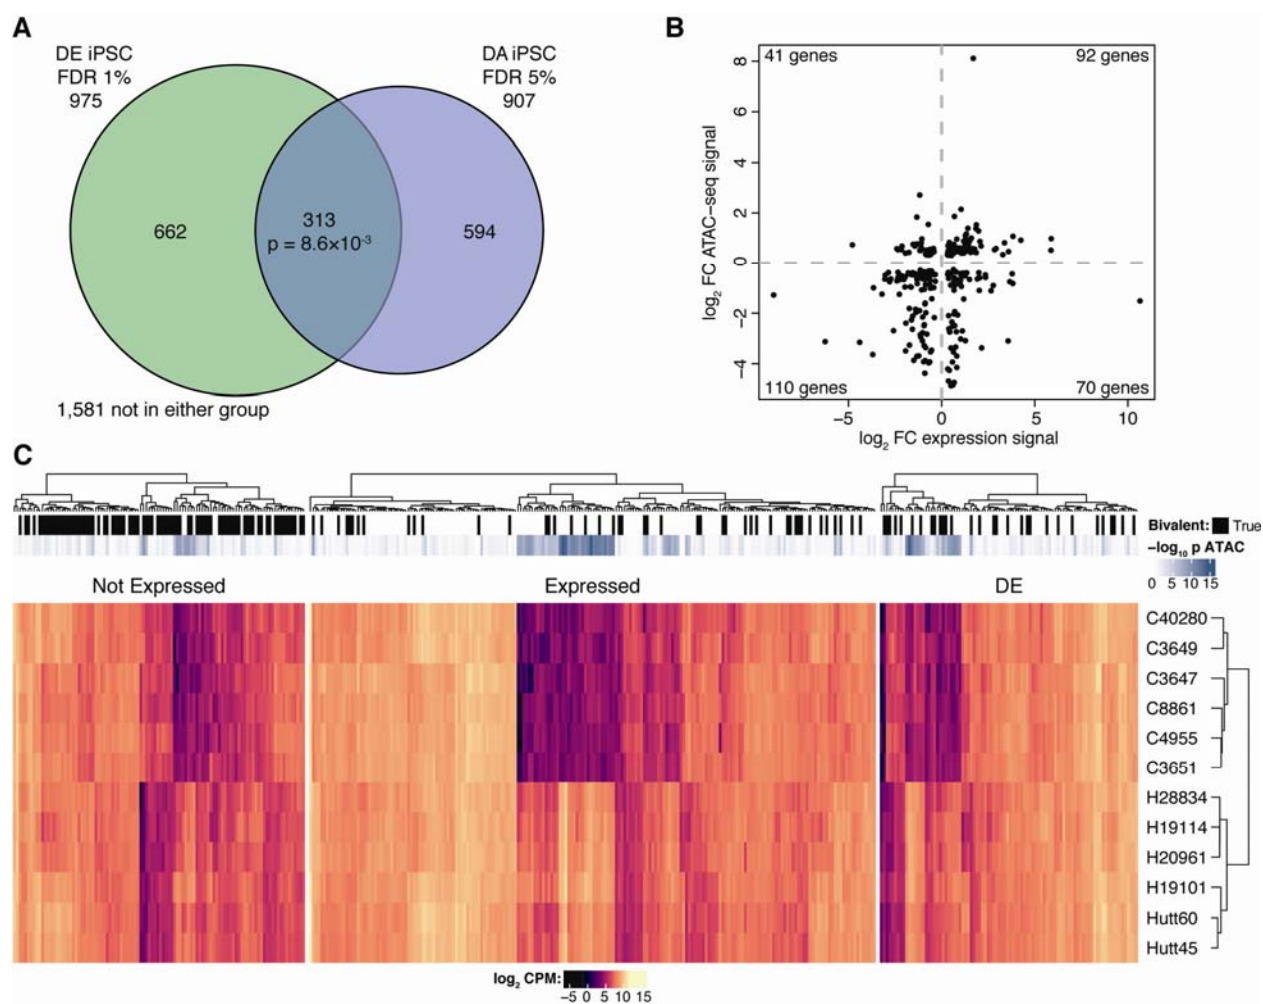 A
DE iPSC
FDR 1%
975
DA iPSC
FDR 5%
907
662
313
p = 8.6×10-3
594
1,581 not in either group
B
41 genes
92 genes
110 genes
70 genes
log2 FC ATAC−seq signal
8
6
4
2
0
−2
−4
−5
0
5
10
log2 FC expression signal
C
Bivalent: True
−log10 p ATAC
0 5 10 15
Not Expressed
Expressed
DE
C40280
C3649
C3647
C8861
C4955
C3651
H28834
H19114
H20961
H19101
Hutt60
Hutt45
log2 CPM:
−5 0 5 10 15